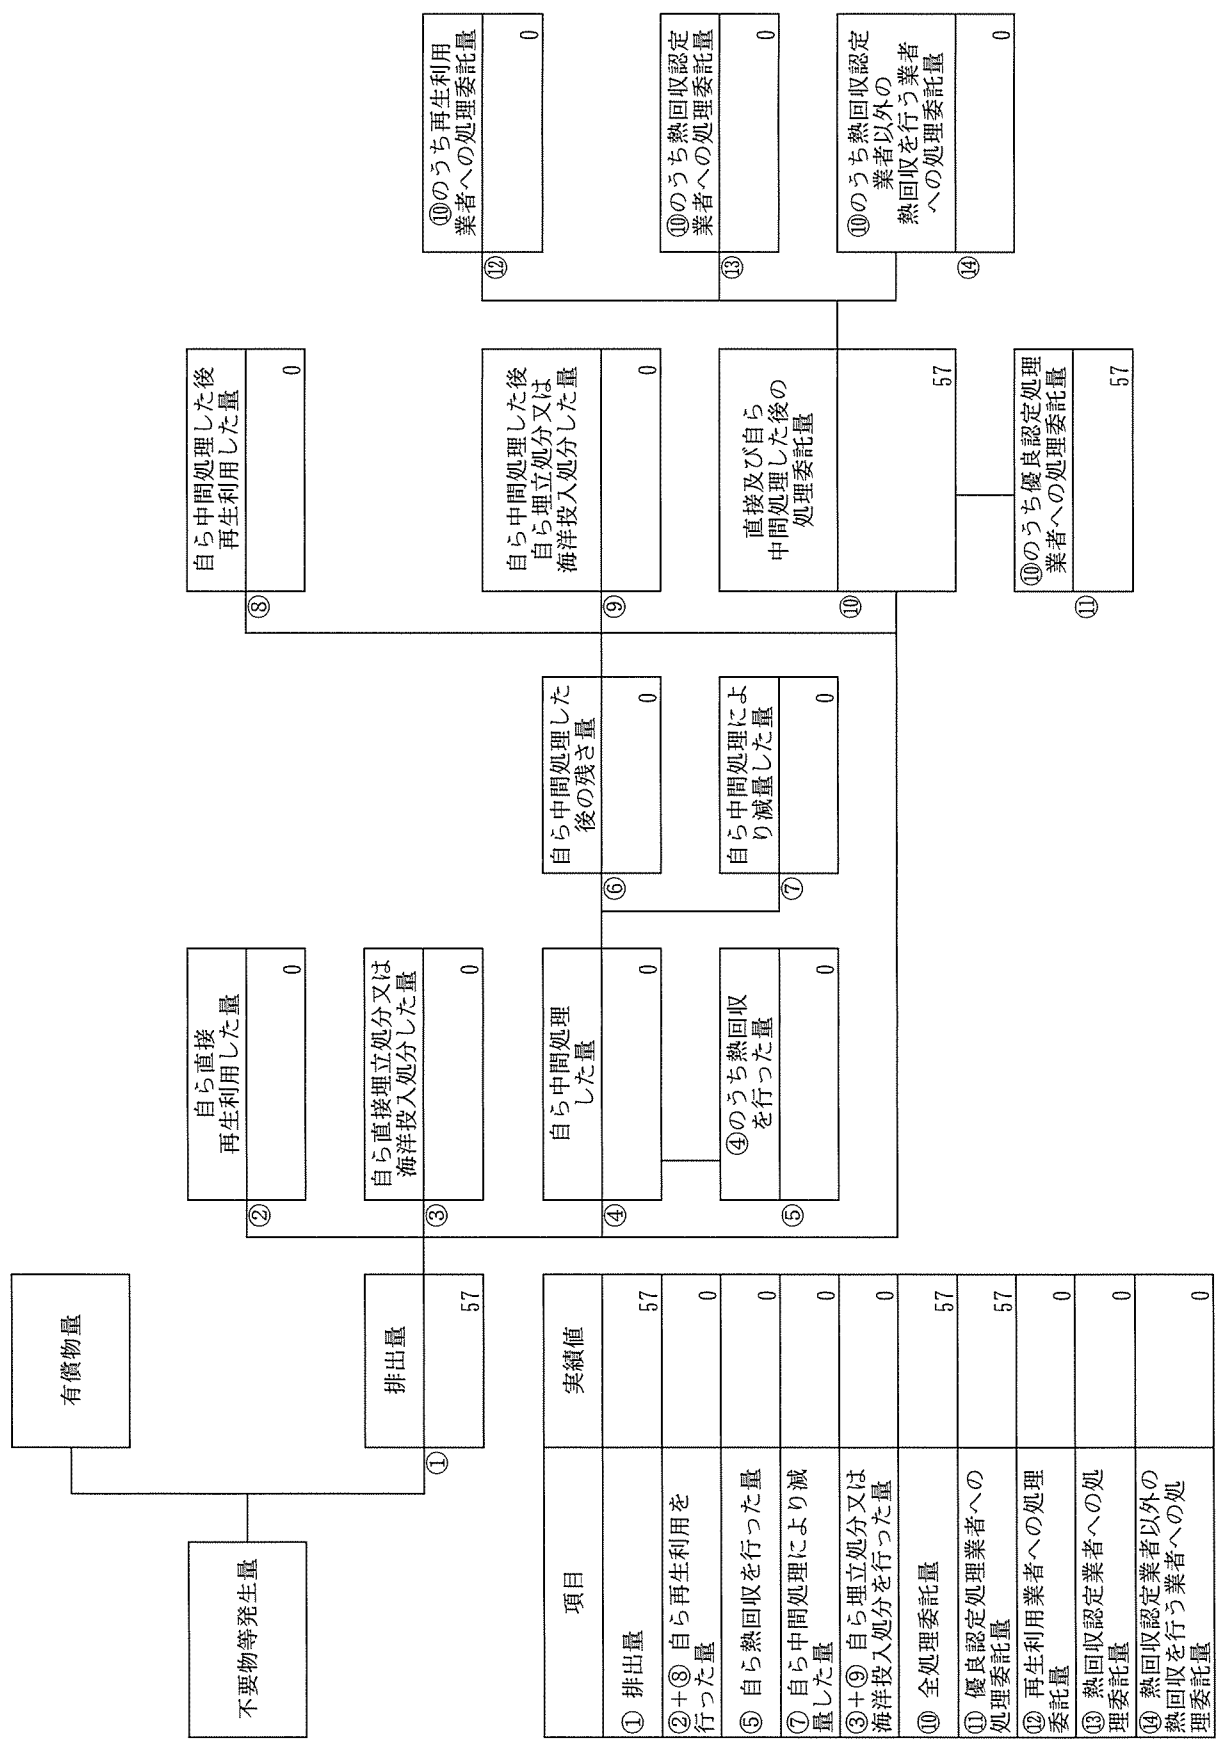 不要物等発生量
有償物量
①
排出量
57
②
自ら直接
再生利用した量
0
③
自ら直接埋立処分又は
海洋投入処分した量
0
④
自ら中間処理
した量
0
⑤
④のうち熱回収
を行った量
0
⑥
自ら中間処理した
後の残さ量
0
⑦
自ら中間処理によ
り減量した量
0
⑧
自ら中間処理した後
再生利用した量
0
⑨
自ら中間処理した後
自ら埋立処分又は
海洋投入処分した量
0
⑩
直接及び自ら
中間処理した後の
処理委託量
57
⑪
⑩のうち優良認定処理
業者への処理委託量
57
⑫
⑩のうち再生利用
業者への処理委託量
0
⑬
⑩のうち熱回収認定
業者への処理委託量
0
⑭
⑩のうち熱回収認定
業者以外の
熱回収を行う業者
への処理委託量
0
項目 実績値
① 排出量 57
②+⑧ 自ら再生利用を
行った量 0
⑤ 自ら熱回収を行った量 0
⑦ 自ら中間処理により減
量した量 0
③+⑨ 自ら埋立処分又は
海洋投入処分を行った量 0
⑩ 全処理委託量 57
⑪ 優良認定処理業者への
処理委託量 57
⑫ 再生利用業者への処理
委託量 0
⑬ 熱回収認定業者への処
理委託量 0
⑭ 熱回収認定業者以外の
熱回収を行う業者への処
理委託量 0